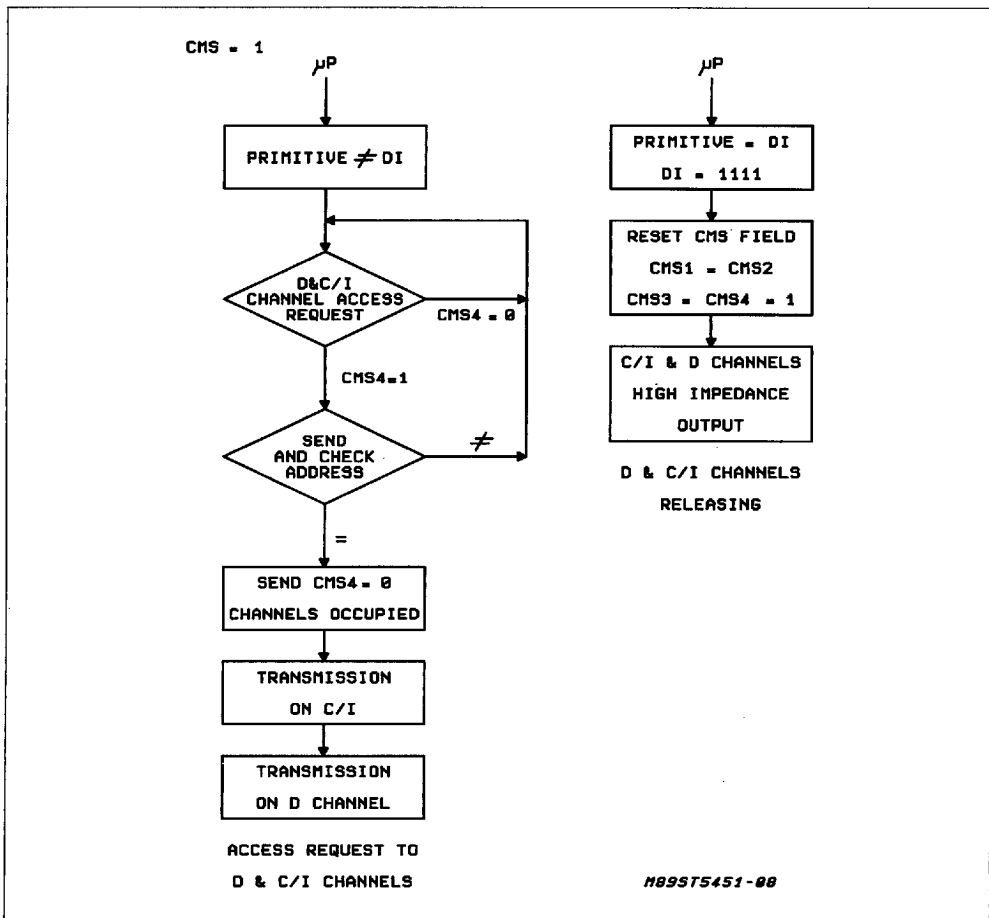 CMS = 1
µP
PRIMITIVE ≠ DI
D&C/I
CHANNEL ACCESS
REQUEST
CMS4 = 0
CMS4=1
SEND
AND CHECK
ADDRESS
≠
=
SEND CMS4 = 0
CHANNELS OCCUPIED
TRANSMISSION
ON C/I
TRANSMISSION
ON D CHANNEL
ACCESS REQUEST TO
D & C/I CHANNELS
µP
PRIMITIVE = DI
DI = 1111
RESET CMS FIELD
CMS1 = CMS2
CMS3 = CMS4 = 1
C/I & D CHANNELS
HIGH IMPEDANCE
OUTPUT
D & C/I CHANNELS
RELEASING
M89ST5451-08